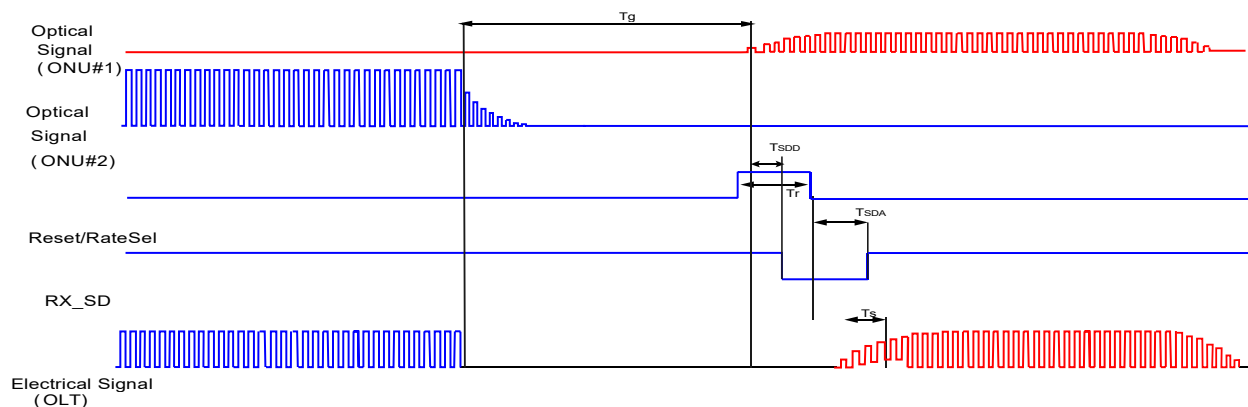 Tg
Optical
Signal
(ONU#1)
Optical
Signal
(ONU#2)
TSDD
Tr
TSDA
Reset/RateSel
RX_SD
Ts
Electrical Signal
(OLT)